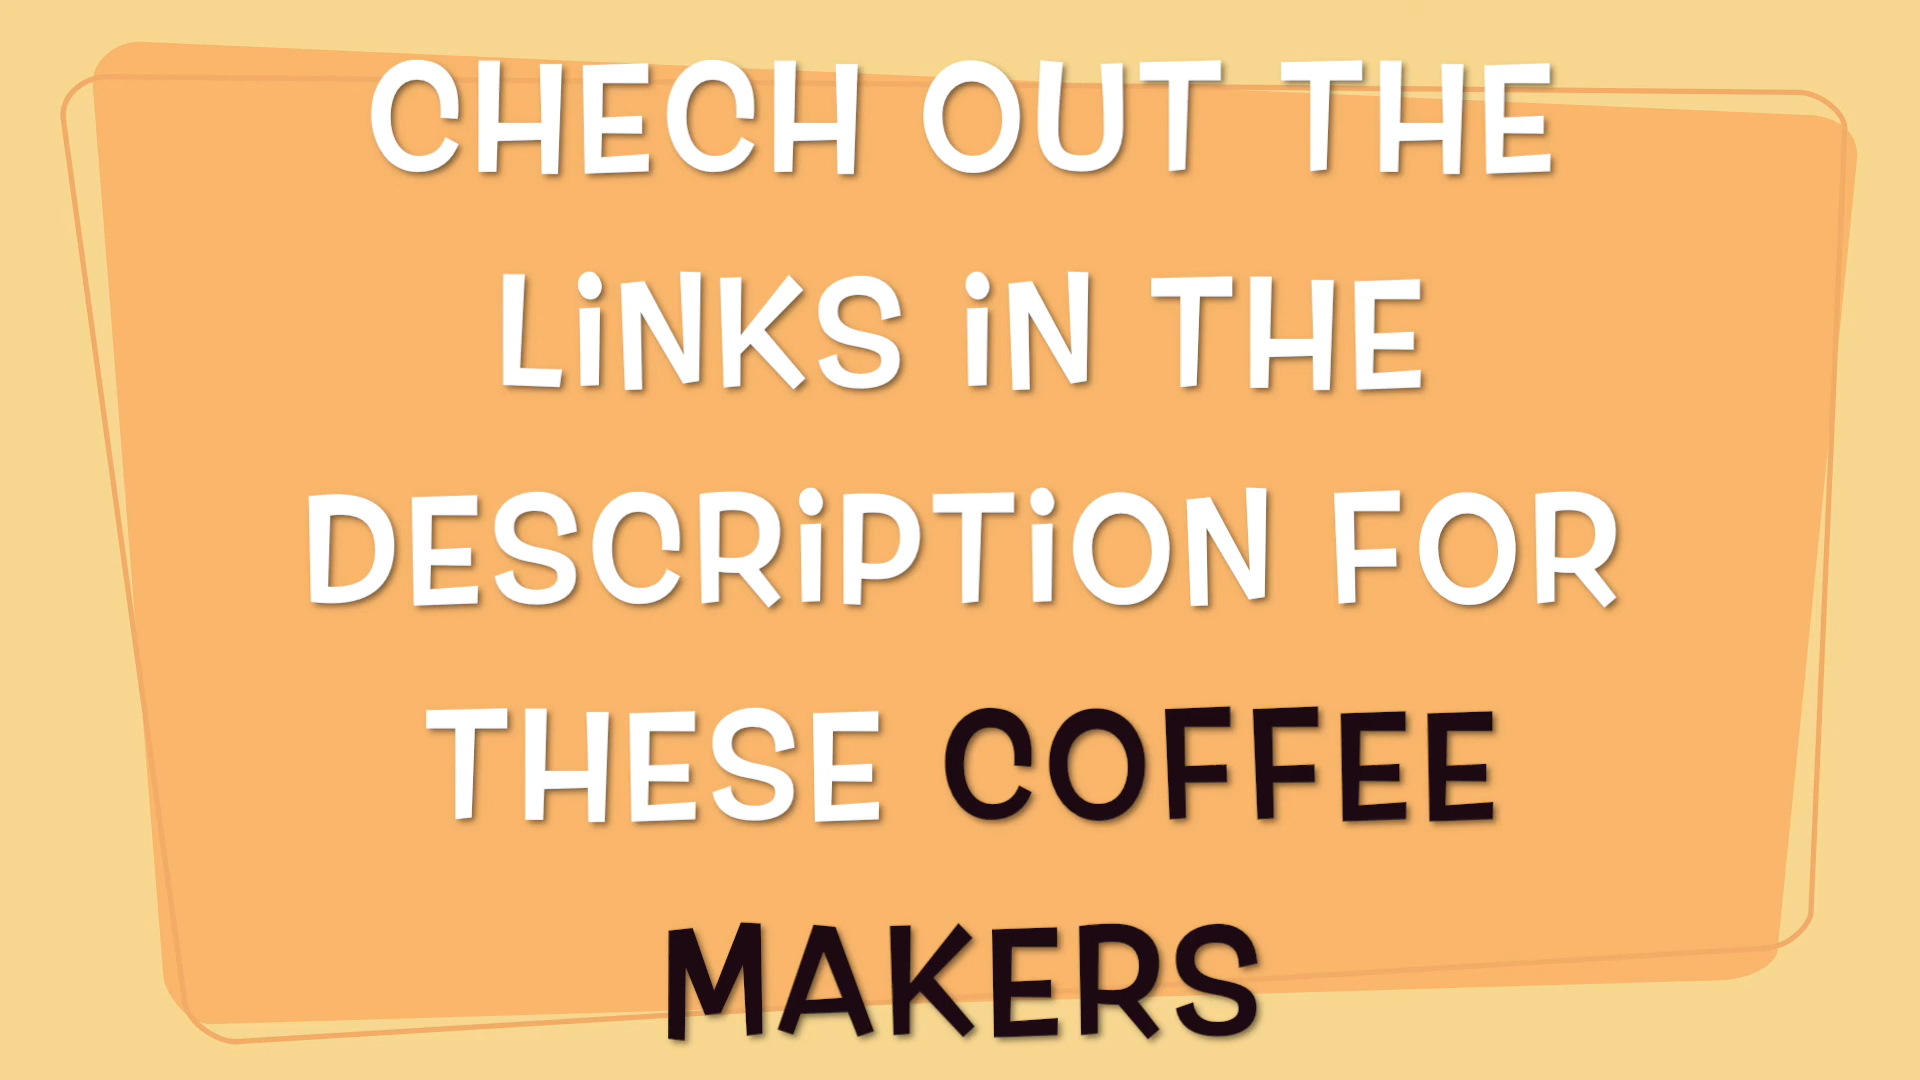 CHECH OUT THE
LiNKS iN THE
DESCRiPTiON FOR
THESE COFFEE
MAKERS